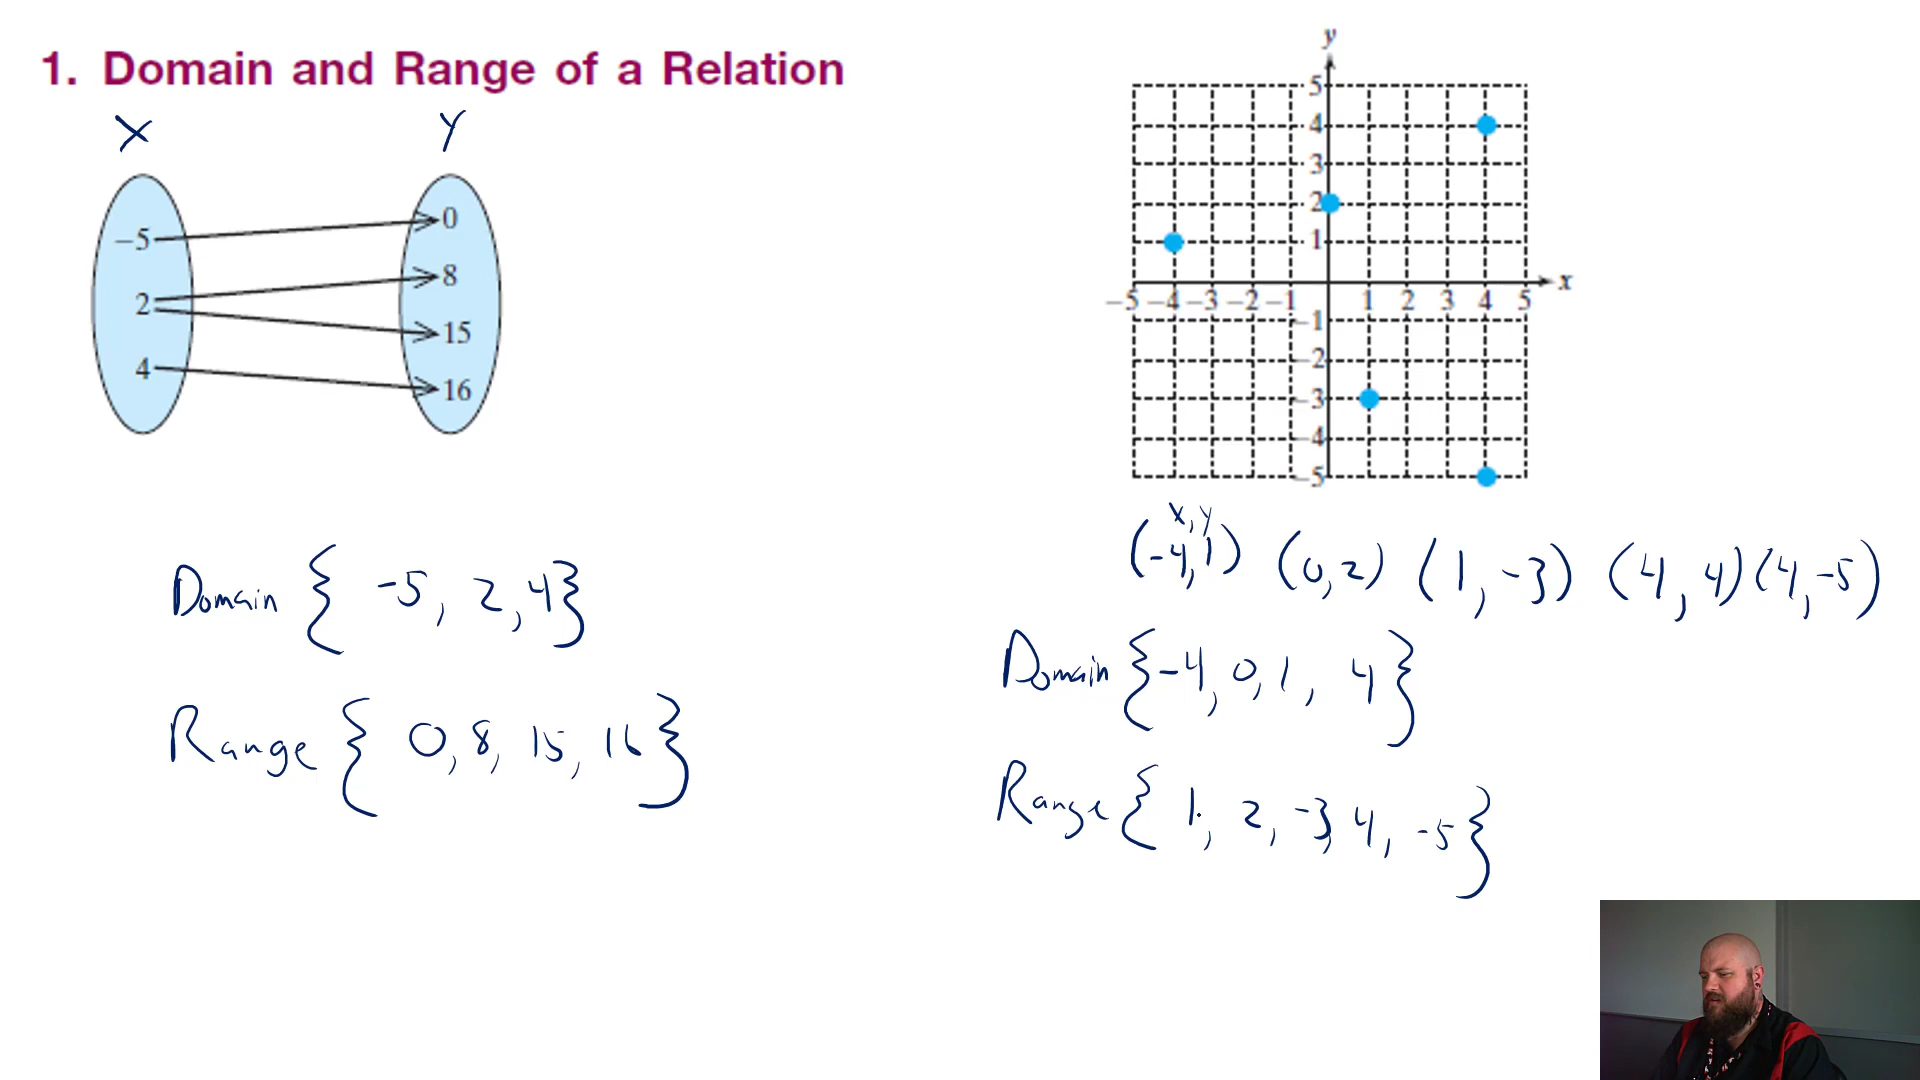 1. Domain and Range of a Relation
X Y
−5
2
4
0
8
15
16
Domain { -5, 2, 4}
Range { 0, 8, 15, 16 }
y
5
4
3
2
1
−5 −4 −3 −2 −1 1 2 3 4 5 x
−1
−2
−3
−4
−5
x, y
(-4, 1) (0, 2) (1, -3) (4, 4) (4, -5)
Domain {-4, 0, 1, 4}
Range { 1, 2, -3, 4, -5}